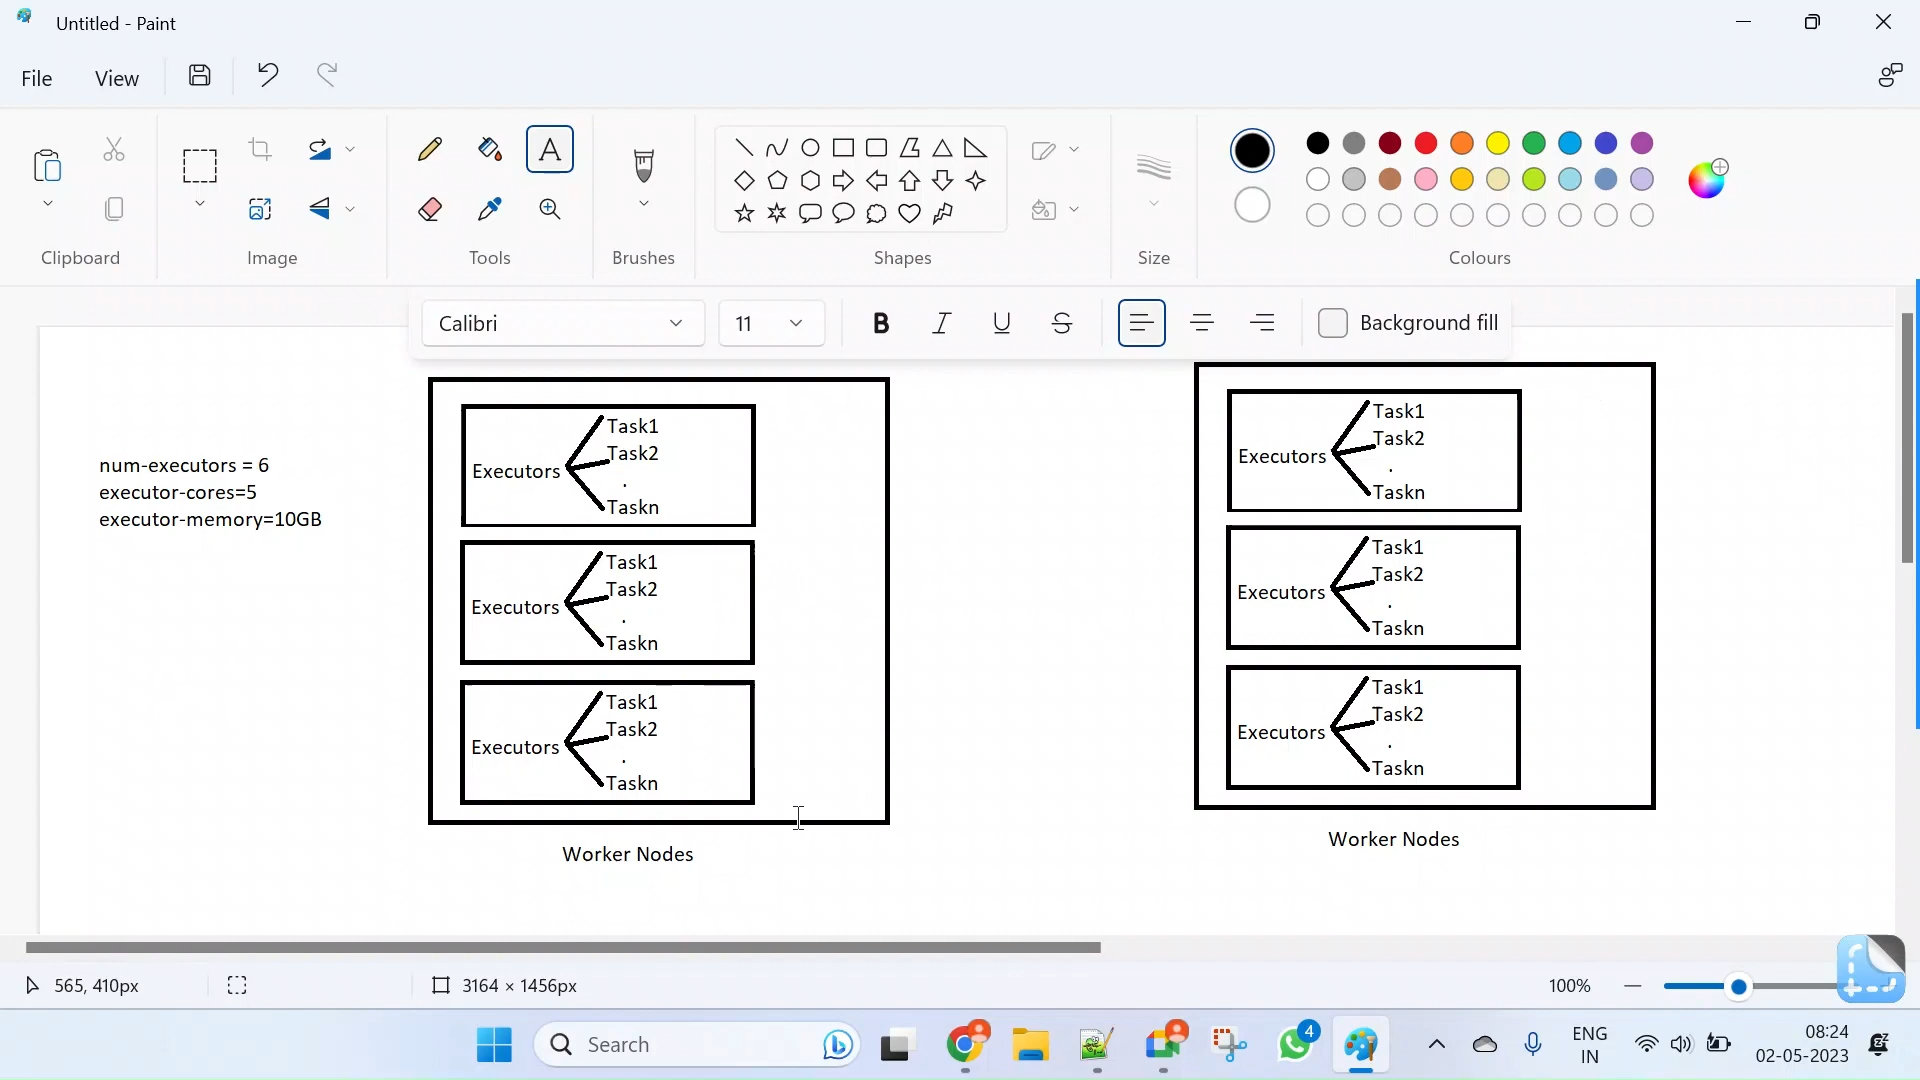 Untitled - Paint
File
View
Clipboard
Image
Tools
Brushes
Shapes
Size
Colours
Calibri
11
B
I
U
S
Background fill
num-executors = 6
executor-cores=5
executor-memory=10GB
Executors
Task1
Task2
.
Taskn
Executors
Task1
Task2
.
Taskn
Executors
Task1
Task2
.
Taskn
Worker Nodes
Executors
Task1
Task2
.
Taskn
Executors
Task1
Task2
.
Taskn
Executors
Task1
Task2
.
Taskn
Worker Nodes
565, 410px
3164 × 1456px
100%
Search
4
ENG
IN
08:24
02-05-2023